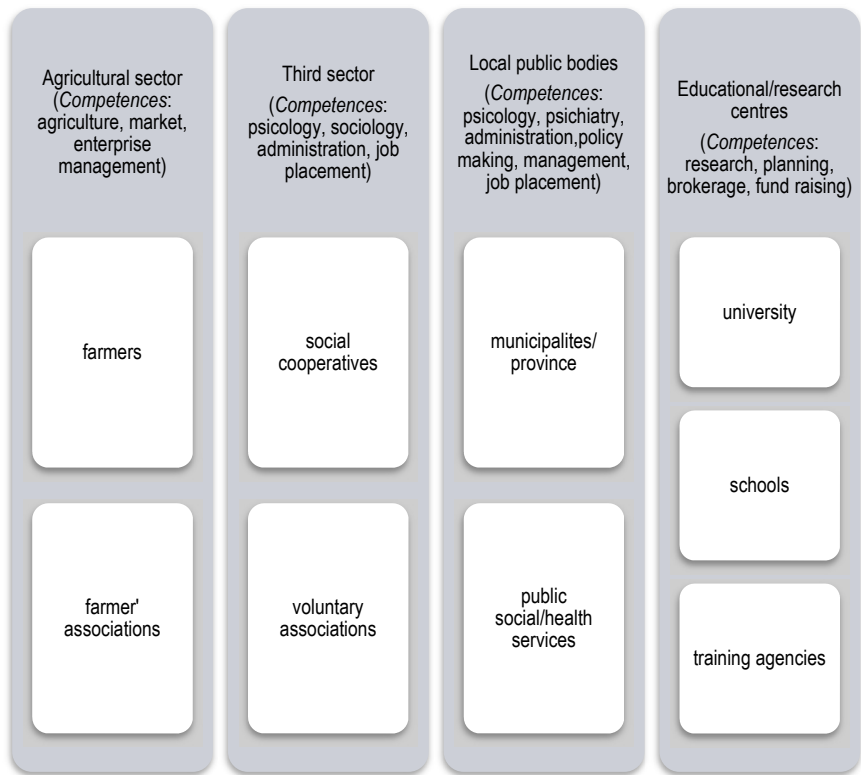 Agricultural sector
(Competences:
agriculture, market,
enterprise
management)
farmers
farmer'
associations
Third sector
(Competences:
psicology, sociology,
administration, job
placement)
social
cooperatives
voluntary
associations
Local public bodies
(Competences:
psicology, psichiatry,
administration,policy
making, management,
job placement)
municipalites/
province
public
social/health
services
Educational/research
centres
(Competences:
research, planning,
brokerage, fund raising)
university
schools
training agencies